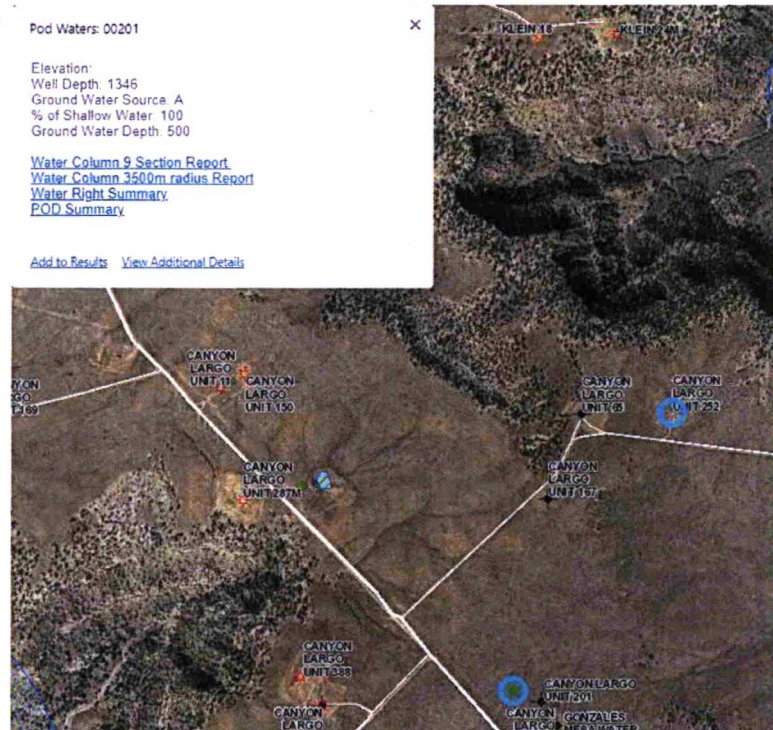 Pod Waters: 00201
×
Elevation:
Well Depth: 1346
Ground Water Source: A
% of Shallow Water: 100
Ground Water Depth: 500
Water Column 9 Section Report
Water Column 3500m radius Report
Water Right Summary
POD Summary
Add to Results View Additional Details
KLEIN 18
KLEIN 24M
CANYON
LARGO
UNIT 11
CANYON
LARGO
UNIT 150
CANYON
LARGO
UNIT 65
CANYON
LARGO
UNIT 252
CANYON
LARGO
UNIT 287M
CANYON
LARGO
UNIT 167
CANYON
LARGO
UNIT 388
CANYON
LARGO
CANYON LARGO
UNIT 201
CANYON
LARGO
GONZALES
MESA WATER